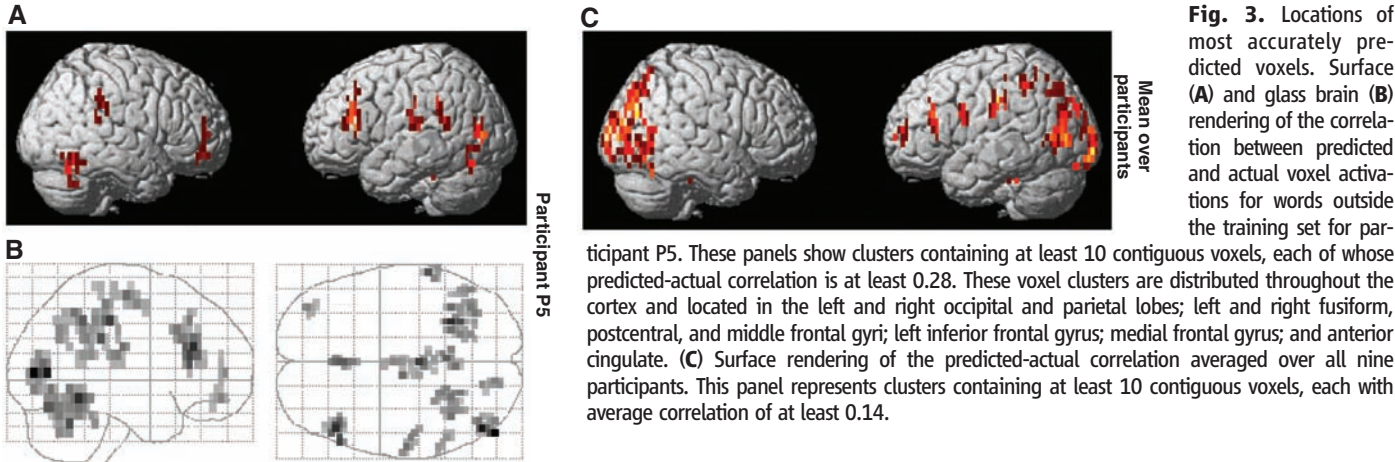 A
B
Participant P5
C
Mean over
participants
Fig. 3. Locations of
most accurately pre-
dicted voxels. Surface
(A) and glass brain (B)
rendering of the correla-
tion between predicted
and actual voxel activa-
tions for words outside
the training set for par-
ticipant P5. These panels show clusters containing at least 10 contiguous voxels, each of whose
predicted-actual correlation is at least 0.28. These voxel clusters are distributed throughout the
cortex and located in the left and right occipital and parietal lobes; left and right fusiform,
postcentral, and middle frontal gyri; left inferior frontal gyrus; medial frontal gyrus; and anterior
cingulate. (C) Surface rendering of the predicted-actual correlation averaged over all nine
participants. This panel represents clusters containing at least 10 contiguous voxels, each with
average correlation of at least 0.14.